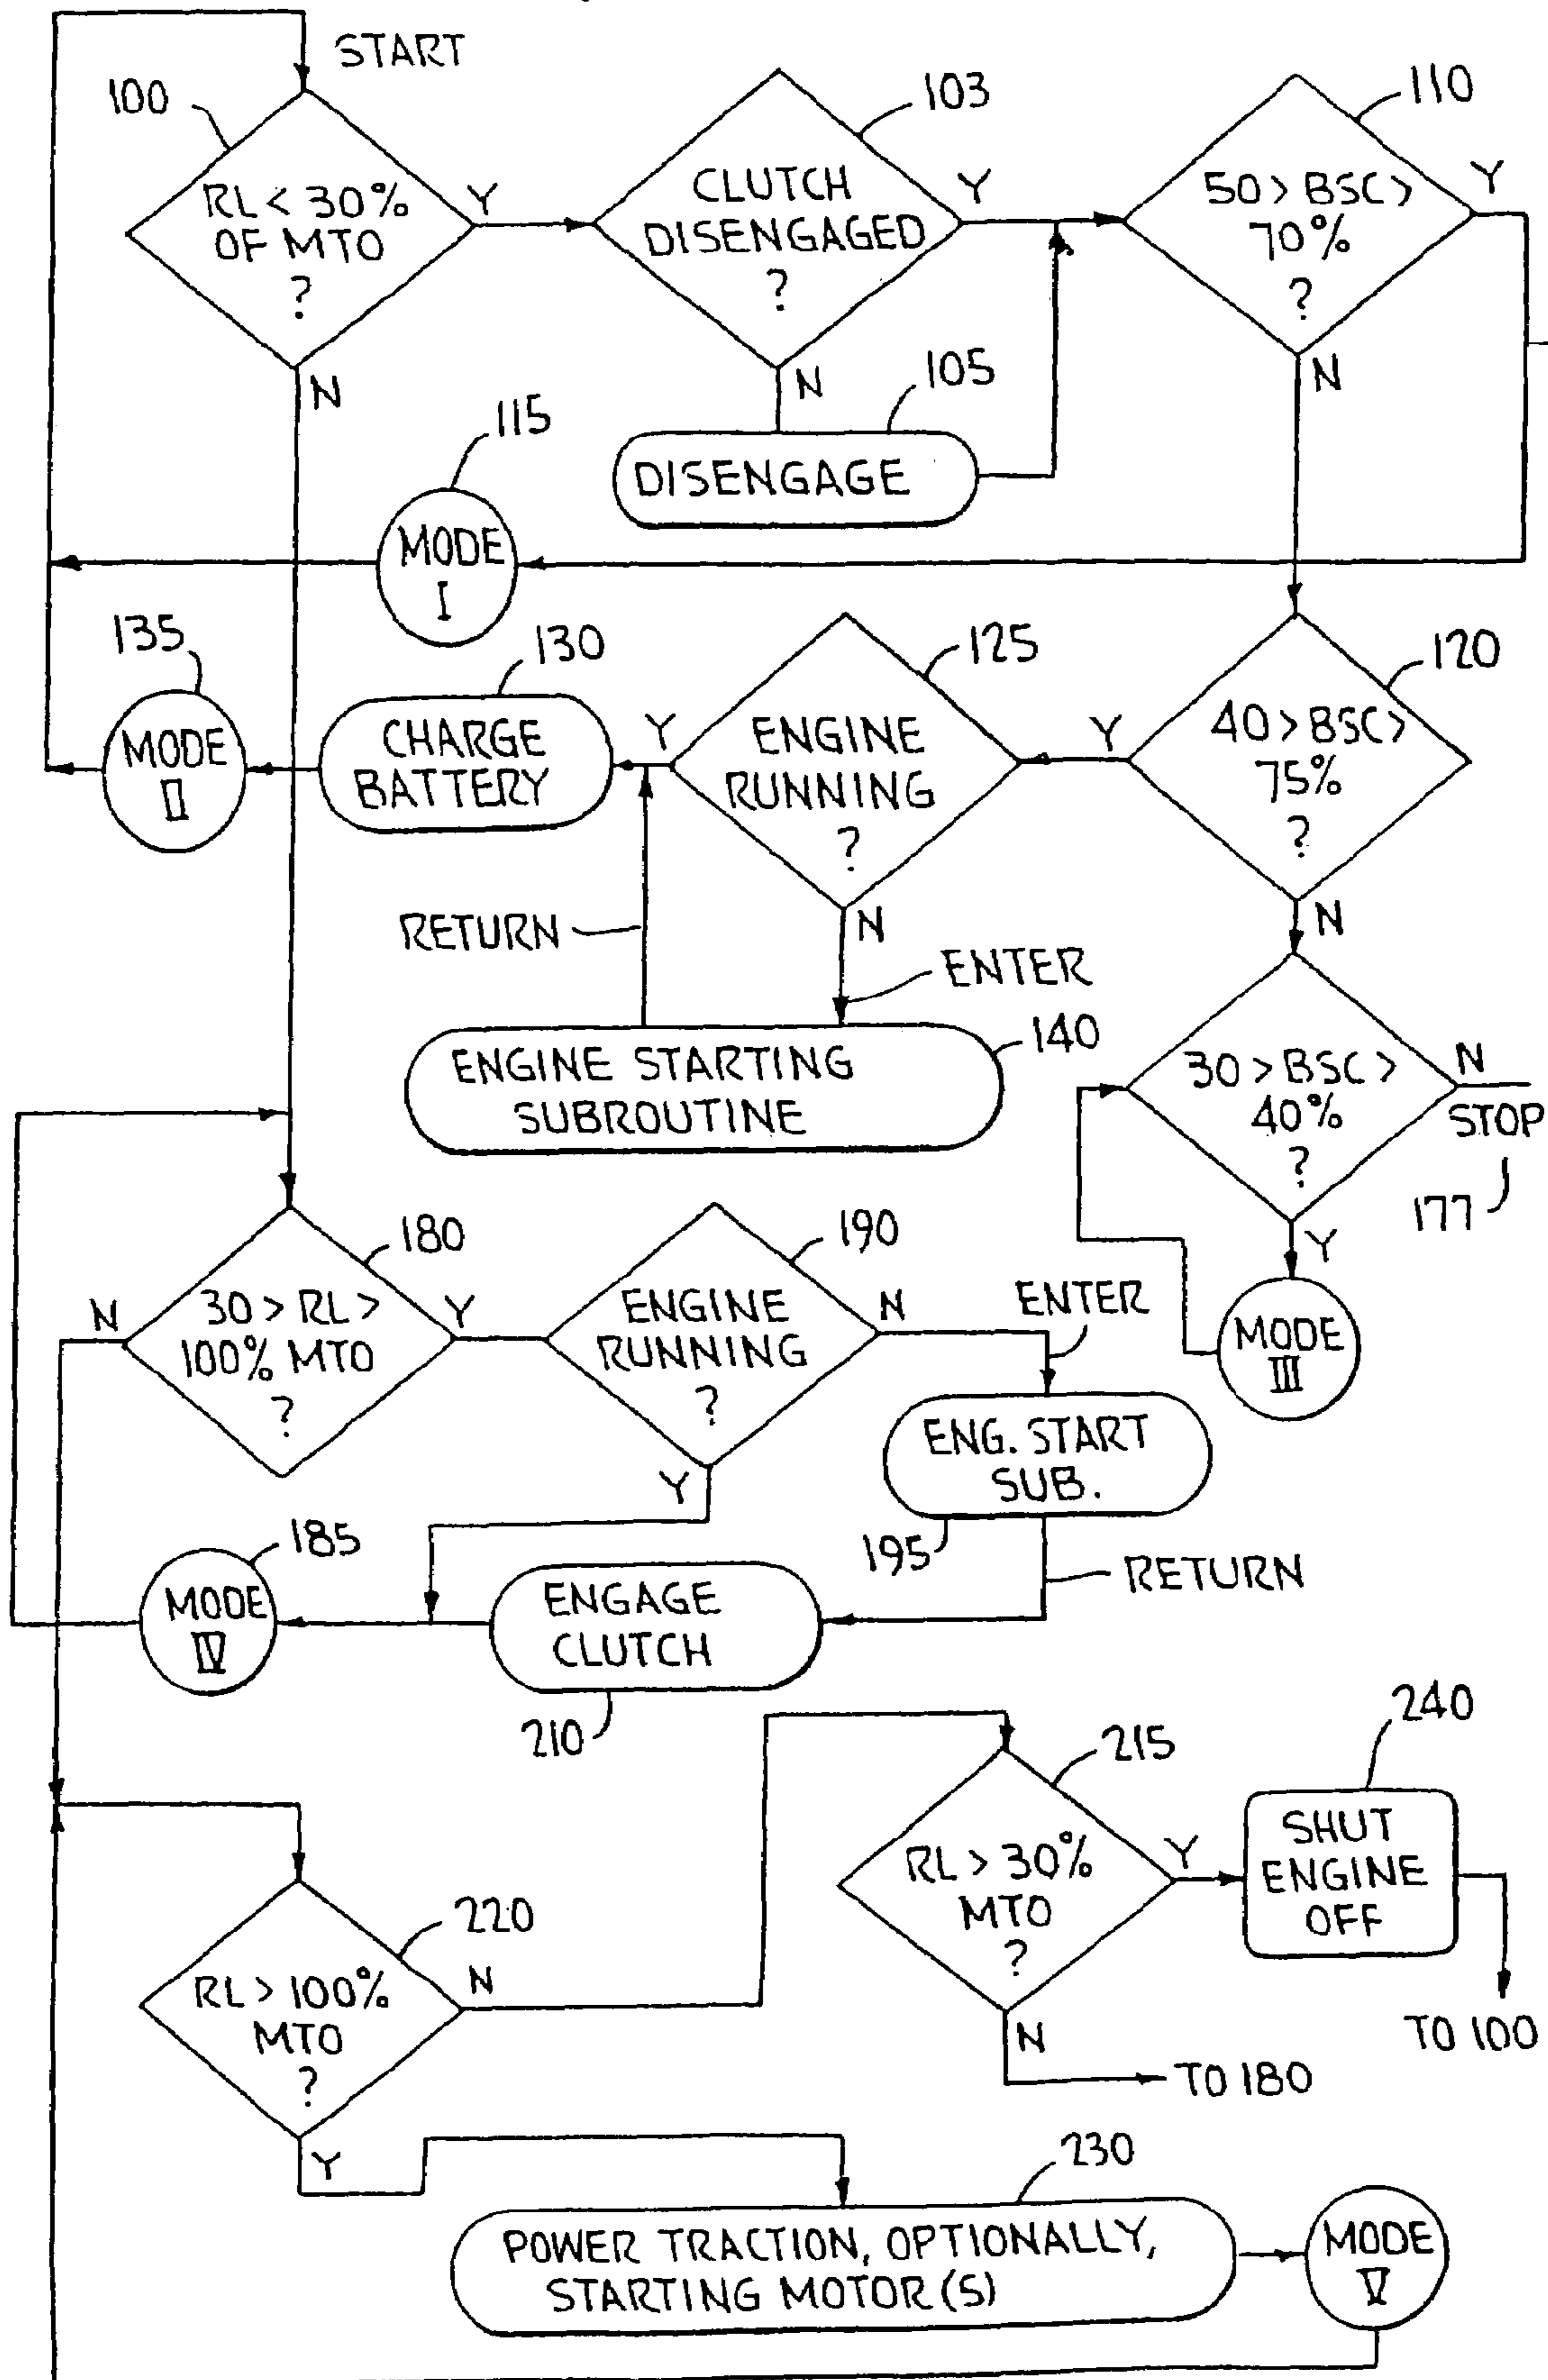 START
100
RL < 30%
OF MTO
?
Y
N
103
CLUTCH
DISENGAGED
?
Y
N
110
50 > BSC >
70%
?
Y
N
105
DISENGAGE
115
MODE
I
135
MODE
II
130
CHARGE
BATTERY
125
ENGINE
RUNNING
?
Y
N
120
40 > BSC >
75%
?
Y
N
RETURN
ENTER
140
ENGINE STARTING
SUBROUTINE
30 > BSC >
40%
?
N
STOP
177
Y
MODE
III
180
30 > RL >
100% MTO
?
N
Y
190
ENGINE
RUNNING
?
N
Y
ENTER
ENG. START
SUB.
195
RETURN
185
MODE
IV
ENGAGE
CLUTCH
210
215
RL > 30%
MTO
?
Y
N
TO 180
240
SHUT
ENGINE
OFF
TO 100
220
RL > 100%
MTO
?
N
Y
230
POWER TRACTION, OPTIONALLY,
STARTING MOTOR (S)
MODE
V